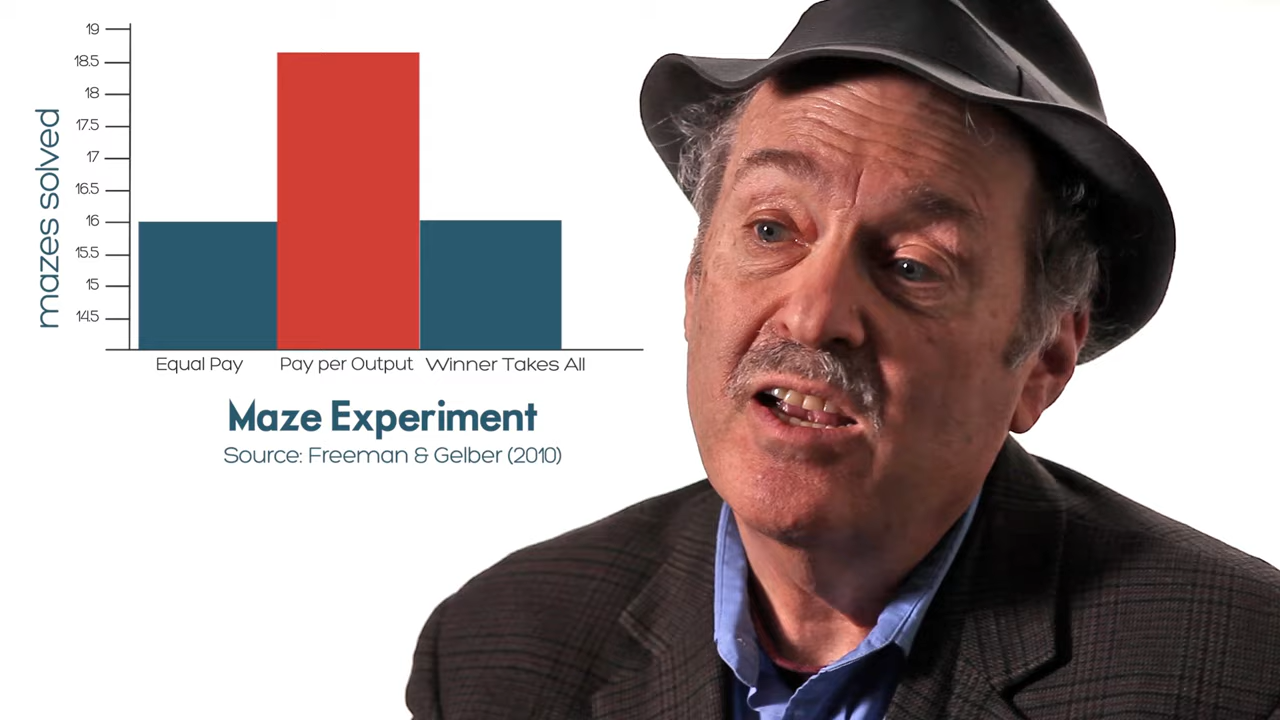 19
18.5
18
17.5
17
16.5
16
15.5
15
14.5
mazes solved
Equal Pay Pay per Output Winner Takes All
Maze Experiment
Source: Freeman & Gelber (2010)